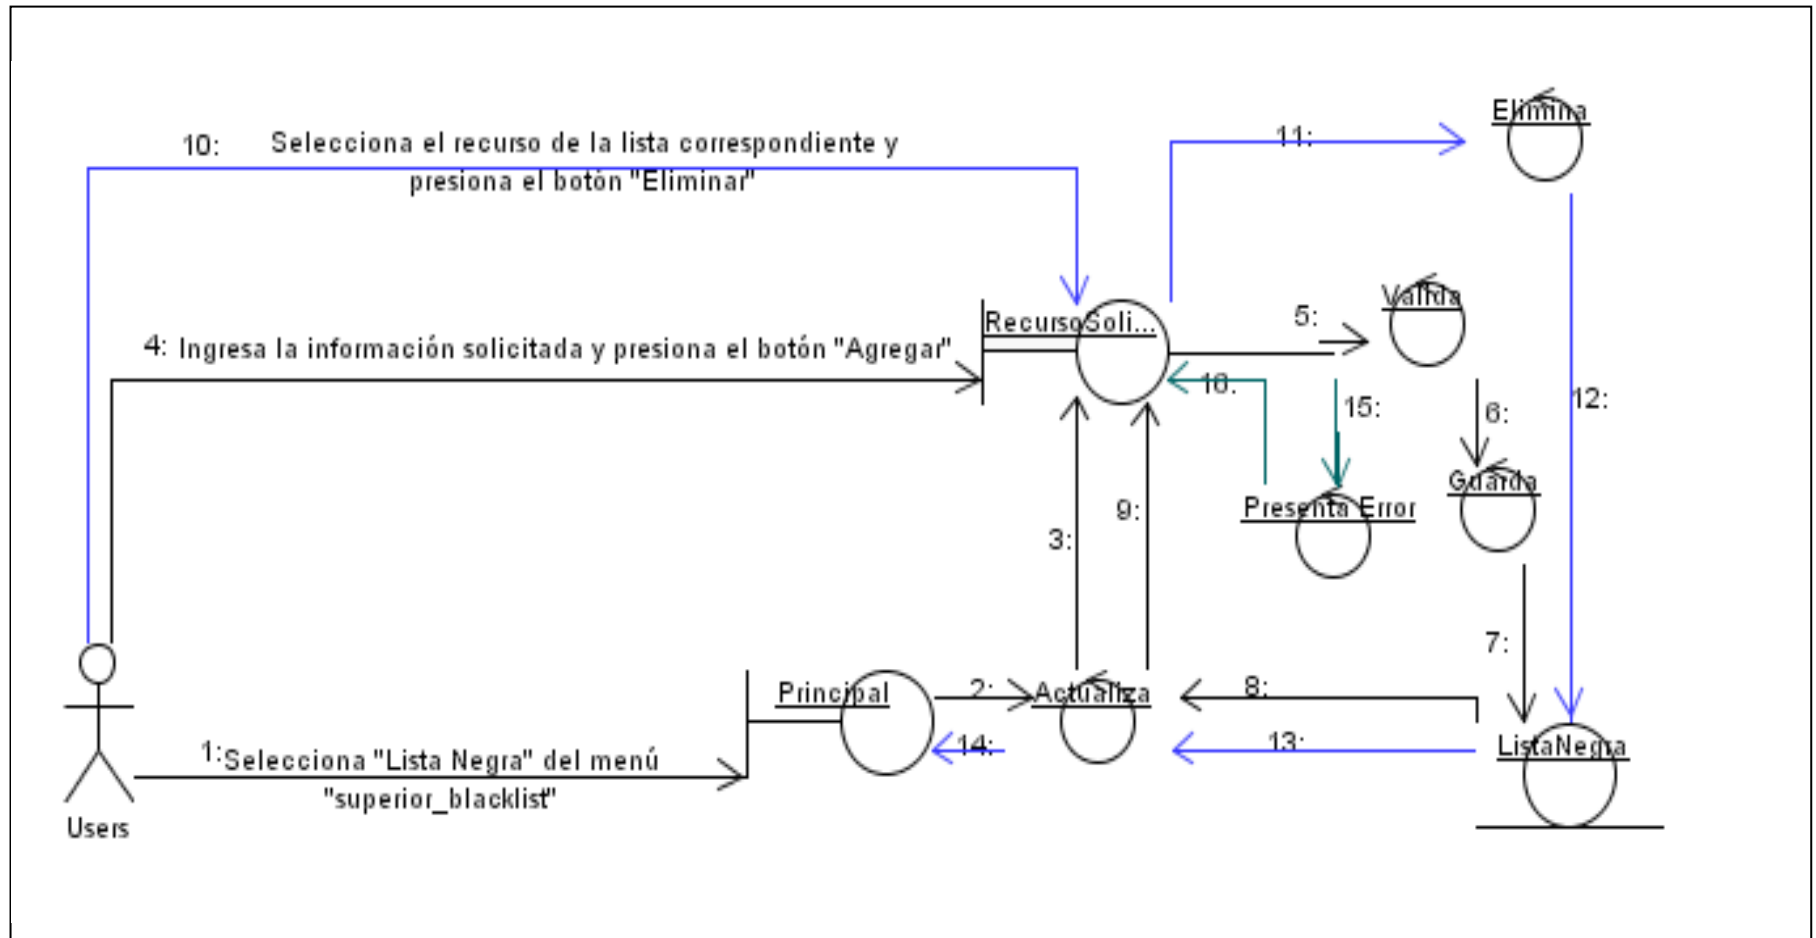 Elimina
10: Selecciona el recurso de la lista correspondiente y
presiona el botón "Eliminar"
11:
Valida
RecursoSoli...
5:
4: Ingresa la información solicitada y presiona el botón "Agregar"
16:
15:
12:
6:
Guarda
Presenta Error
9:
3:
7:
Principal
2:
Actualiza
8:
14:
13:
ListaNegra
1: Selecciona "Lista Negra" del menú
"superior_blacklist"
Users